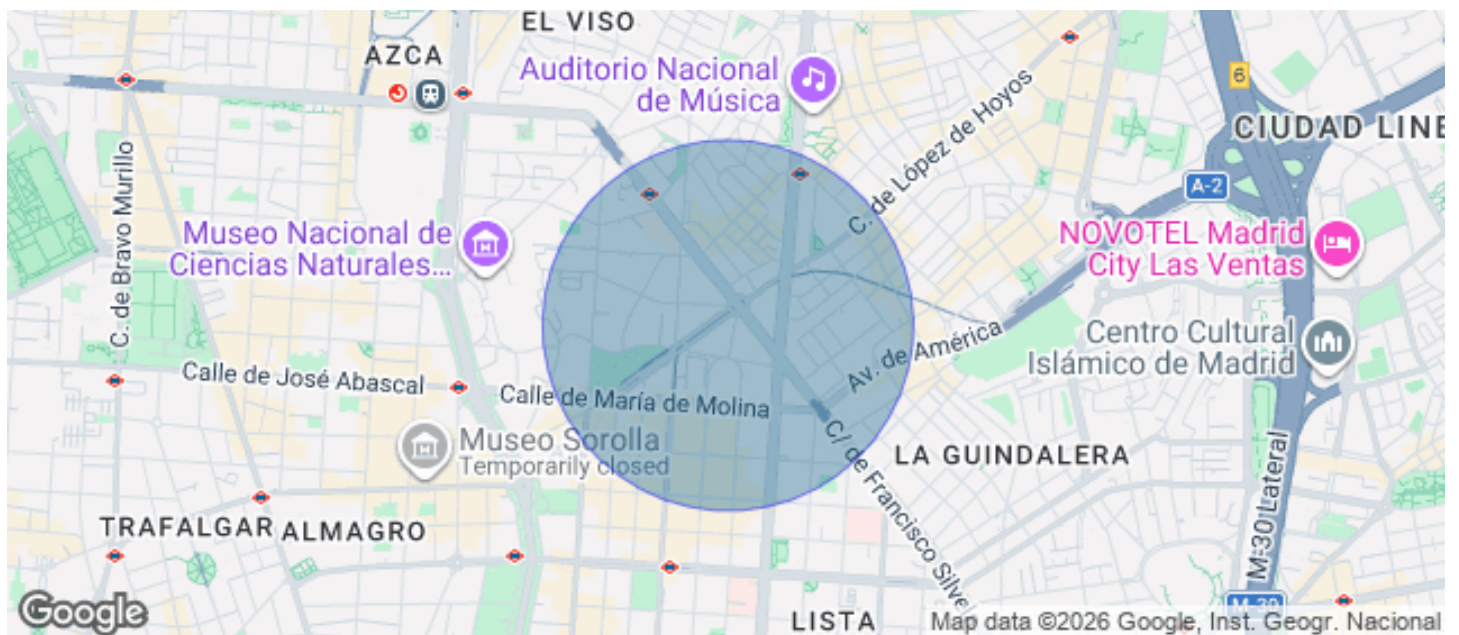 EL VISO
AZCA
Auditorio Nacional
de Música
6
CIUDAD LINE
C. de López de Hoyos
A-2
C. de Bravo Murillo
Museo Nacional de
Ciencias Naturales...
NOVOTEL Madrid
City Las Ventas
Centro Cultural
Islámico de Madrid
Av. de América
Calle de José Abascal
Calle de María de Molina
Museo Sorolla
Temporarily closed
C/ de Francisco Silve
LA GUINDALERA
M-30 Lateral
TRAFALGAR
ALMAGRO
M-30
LISTA
Google
Map data ©2026 Google, Inst. Geogr. Nacional